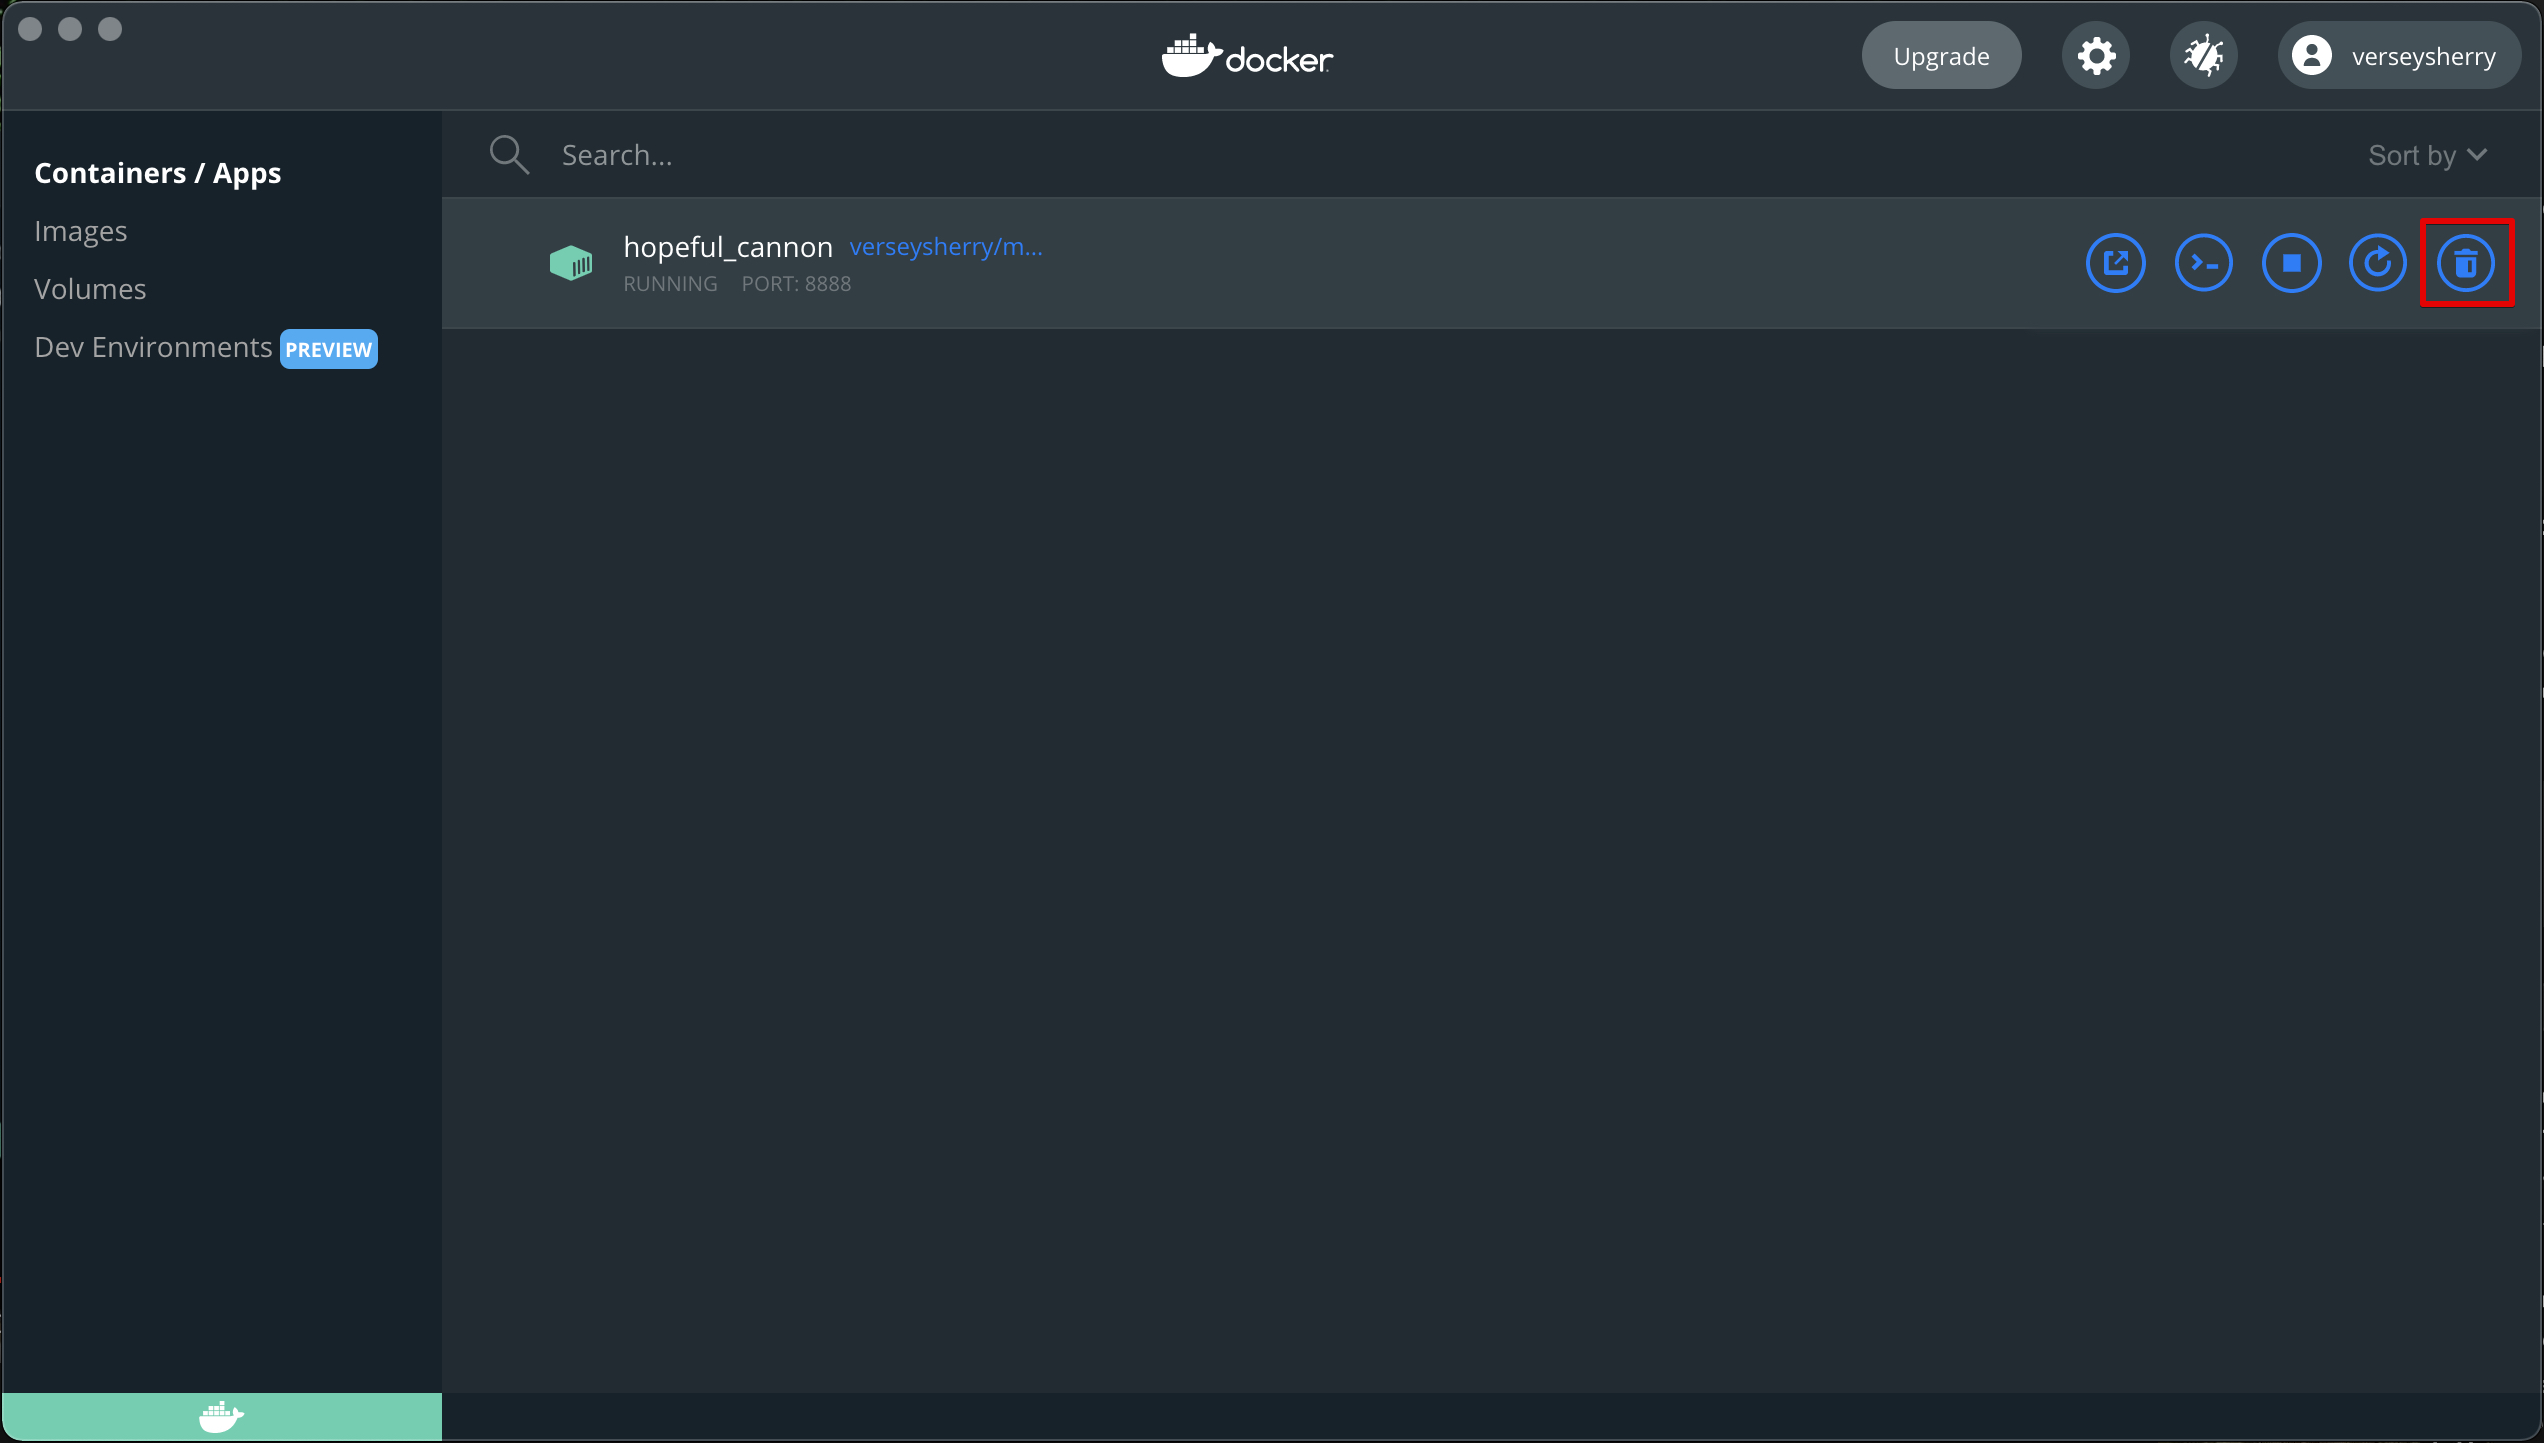 docker
Upgrade
verseysherry
Containers / Apps
Images
Volumes
Dev Environments PREVIEW
Search...
Sort by
hopeful_cannon verseysherry/m...
RUNNING PORT: 8888